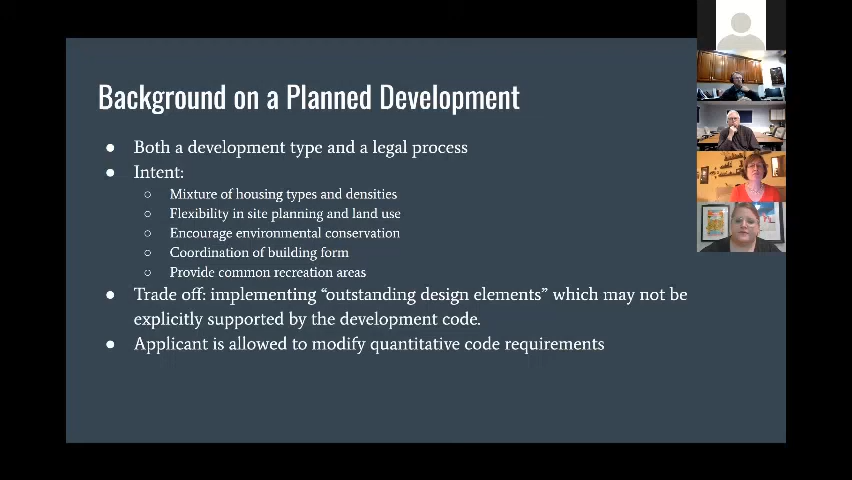 Background on a Planned Development
● Both a development type and a legal process
● Intent:
○ Mixture of housing types and densities
○ Flexibility in site planning and land use
○ Encourage environmental conservation
○ Coordination of building form
○ Provide common recreation areas
● Trade off: implementing “outstanding design elements” which may not be
explicitly supported by the development code.
● Applicant is allowed to modify quantitative code requirements